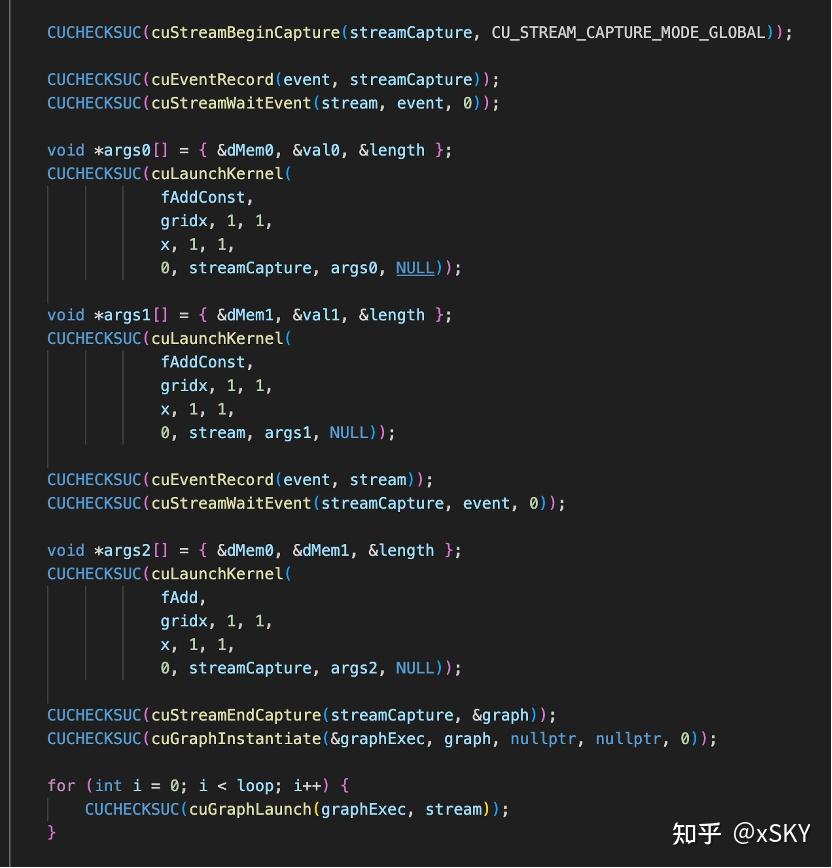 CUCHECKSUC(cuStreamBeginCapture(streamCapture, CU_STREAM_CAPTURE_MODE_GLOBAL));
CUCHECKSUC(cuEventRecord(event, streamCapture));
CUCHECKSUC(cuStreamWaitEvent(stream, event, 0));
void *args0[] = { &dMem0, &val0, &length };
CUCHECKSUC(cuLaunchKernel(
fAddConst,
gridx, 1, 1,
x, 1, 1,
0, streamCapture, args0, NULL));
void *args1[] = { &dMem1, &val1, &length };
CUCHECKSUC(cuLaunchKernel(
fAddConst,
gridx, 1, 1,
x, 1, 1,
0, stream, args1, NULL));
CUCHECKSUC(cuEventRecord(event, stream));
CUCHECKSUC(cuStreamWaitEvent(streamCapture, event, 0));
void *args2[] = { &dMem0, &dMem1, &length };
CUCHECKSUC(cuLaunchKernel(
fAdd,
gridx, 1, 1,
x, 1, 1,
0, streamCapture, args2, NULL));
CUCHECKSUC(cuStreamEndCapture(streamCapture, &graph));
CUCHECKSUC(cuGraphInstantiate(&graphExec, graph, nullptr, nullptr, 0));
for (int i = 0; i < loop; i++) {
CUCHECKSUC(cuGraphLaunch(graphExec, stream));
}
知乎 @xSKY